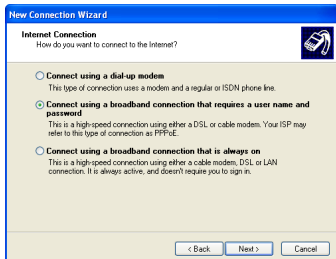 New Connection Wizard
Internet Connection
How do you want to connect to the Internet?
Connect using a dial-up modem
This type of connection uses a modem and a regular or ISDN phone line.
Connect using a broadband connection that requires a user name and
password
This is a high-speed connection using either a DSL or cable modem. Your ISP may
refer to this type of connection as PPPoE.
Connect using a broadband connection that is always on
This is a high-speed connection using either a cable modem, DSL or LAN
connection. It is always active, and doesn't require you to sign in.
< Back
Next >
Cancel